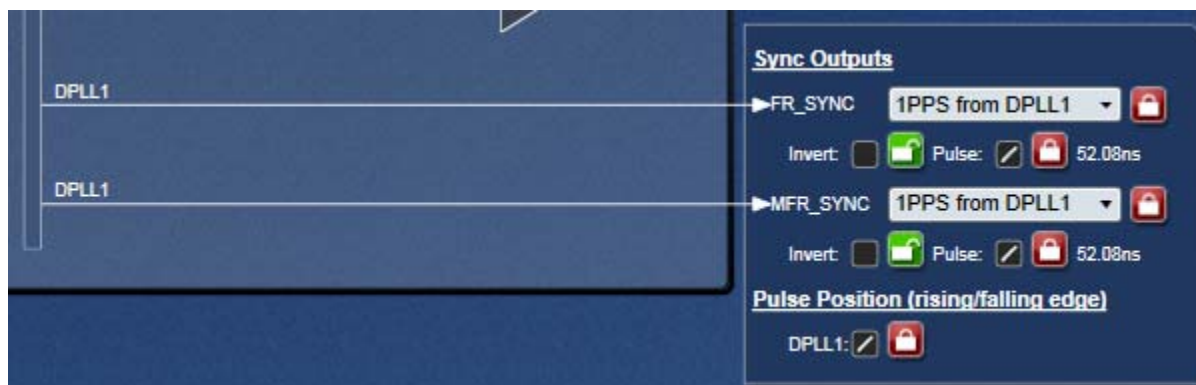 Sync Outputs
DPLL1
FR_SYNC 1PPS from DPLL1
Invert: Pulse: 52.08ns
DPLL1
MFR_SYNC 1PPS from DPLL1
Invert: Pulse: 52.08ns
Pulse Position (rising/falling edge)
DPLL1: